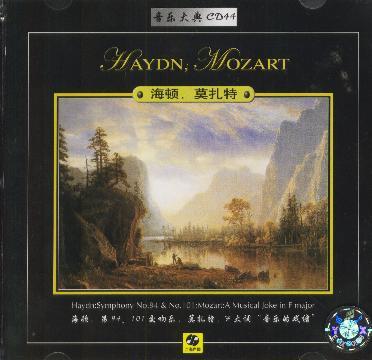 音乐大典 CD44
HAYDN; MOZART
海顿, 莫扎特
Haydn:Symphony No.94 & No.101:Mozar:A Musical Joke in F major
海顿, 第94, 101交响乐, 莫扎特, F大调“音乐的戏谑”